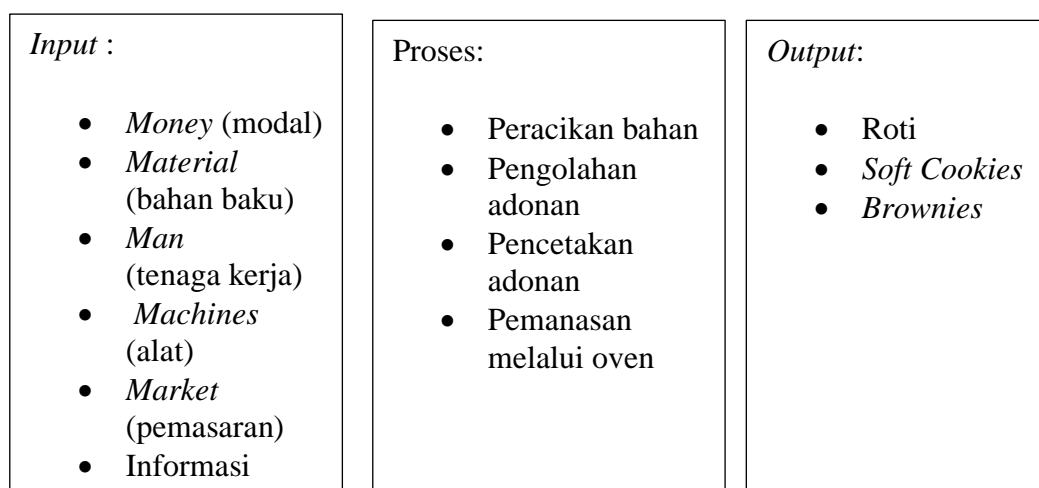 Input :
• Money (modal)
• Material
(bahan baku)
• Man
(tenaga kerja)
• Machines
(alat)
• Market
(pemasaran)
• Informasi
Proses:
• Peracikan bahan
• Pengolahan
adonan
• Pencetakan
adonan
• Pemanasan
melalui oven
Output:
• Roti
• Soft Cookies
• Brownies